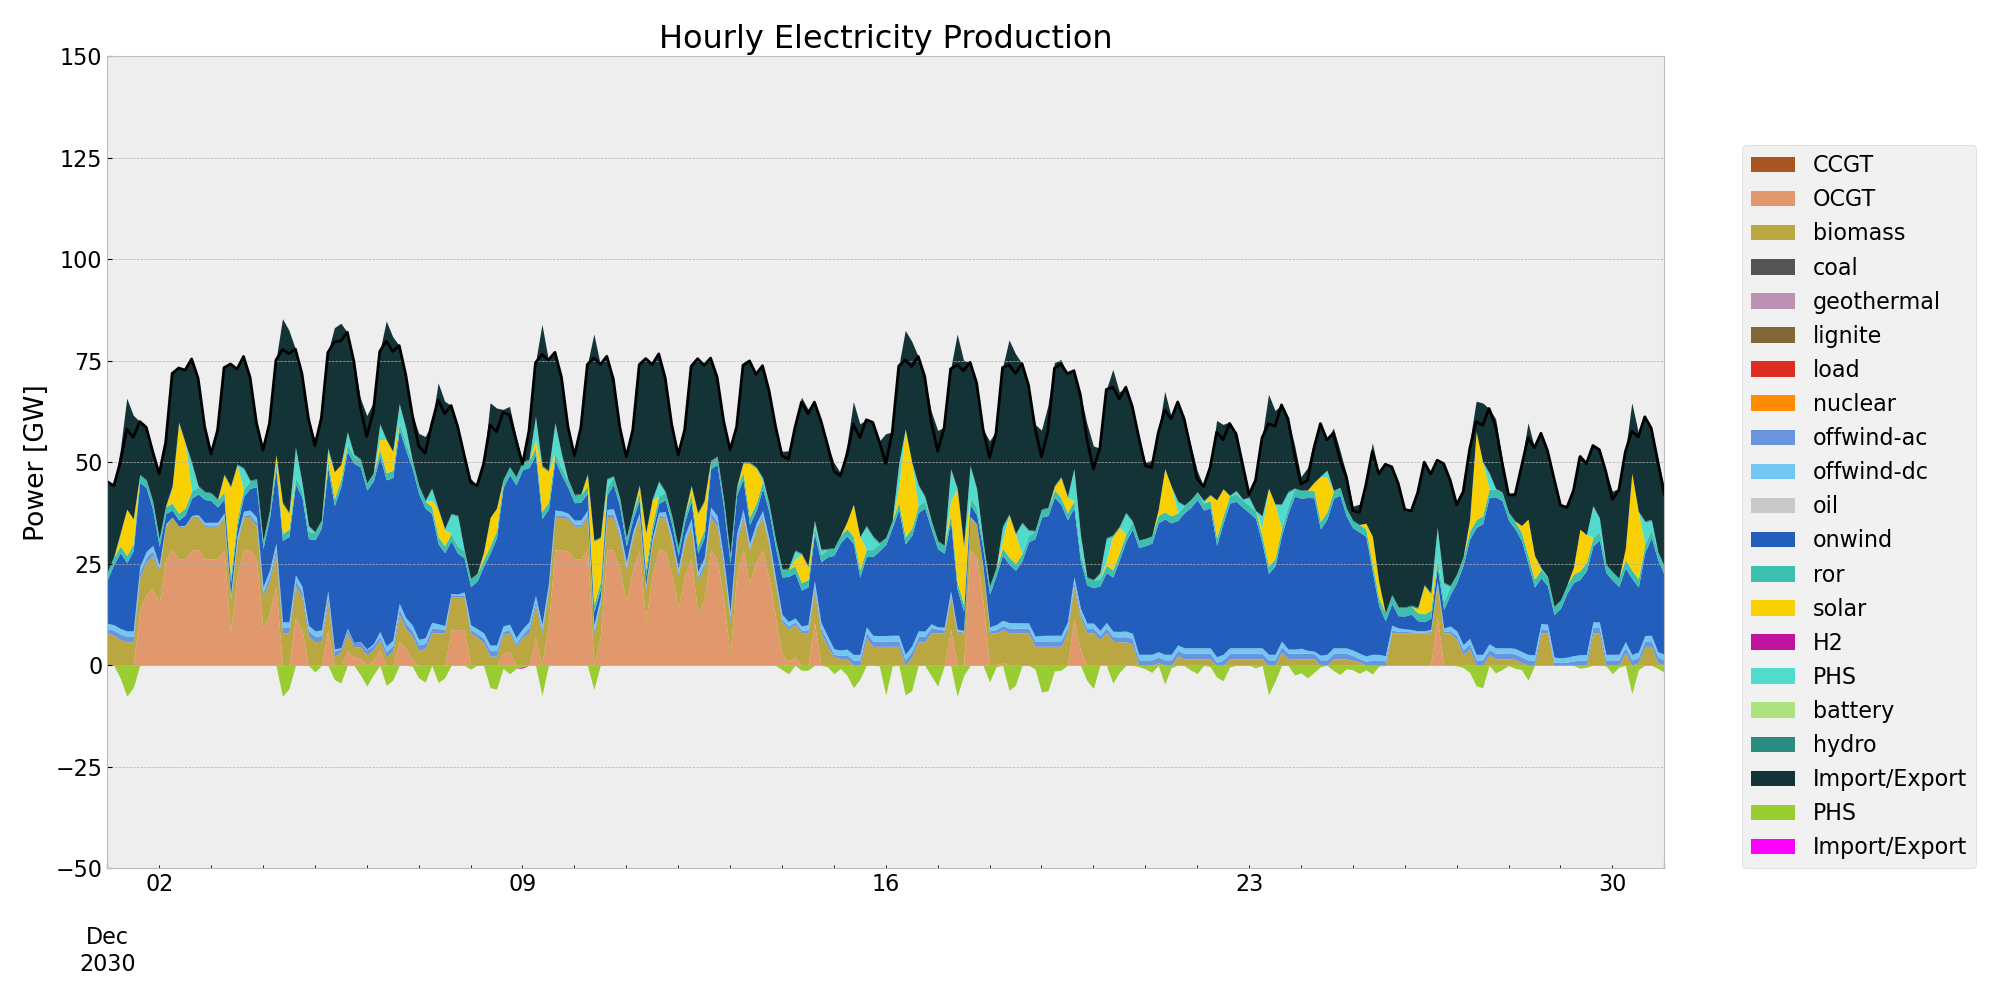 Hourly Electricity Production
150
125
100
75
50
25
0
−25
−50
Power [GW]
02
09
16
23
30
Dec
2030
CCGT
OCGT
biomass
coal
geothermal
lignite
load
nuclear
offwind-ac
offwind-dc
oil
onwind
ror
solar
H2
PHS
battery
hydro
Import/Export
PHS
Import/Export